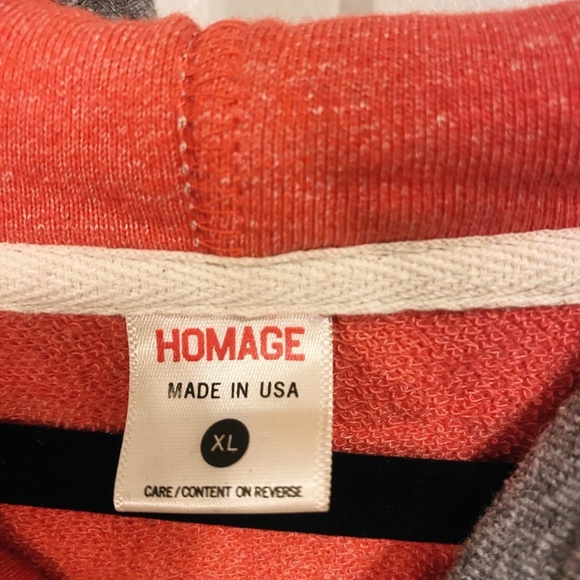 HOMAGE
MADE IN USA
XL
CARE/CONTENT ON REVERSE